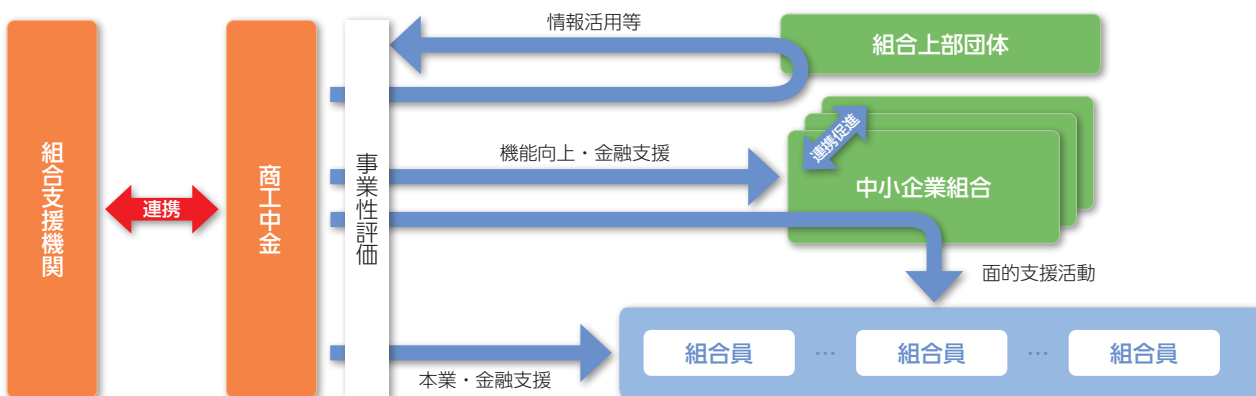 組合支援機関
連携
商工中金
事業性評価
情報活用等
組合上部団体
連携促進
機能向上・金融支援
中小企業組合
面的支援活動
組合員 … 組合員 … 組合員
本業・金融支援